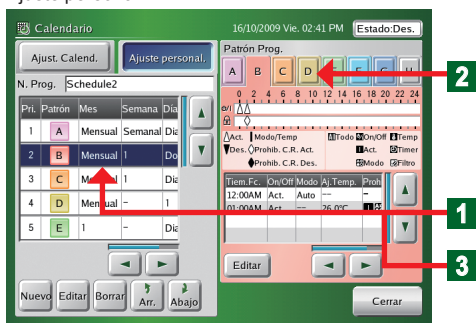 Calendario
16/10/2009 Vie. 02:41 PM
Estado:Des.
Ajust. Calend.
Ajuste personal.
N. Prog. Schedule2
Pri. Patrón Mes Semana Dia
1 A Mensual Semanal Dia
2 B Mensual 1 Do
3 C Mensual – Dia
4 D Mensual – 1
5 E 1 – Dia
Nuevo Editar Borrar Arr. Abajo
Patrón Prog.
A B C D
0 2 4 6 8 10 12 14 16 18 20 22 24
Act. Modo/Temp Todo On/Off Temp
Des. Prohib. C.R. Act. Act. Timer
Prohib. C.R. Des. Modo Filtro
Tiem.Fc. On/Off Modo Aj.Temp. Proh
12:00AM Act. Auto -- –
01:00AM Act. -- 26.0°C
Editar
Cerrar
2
1
3